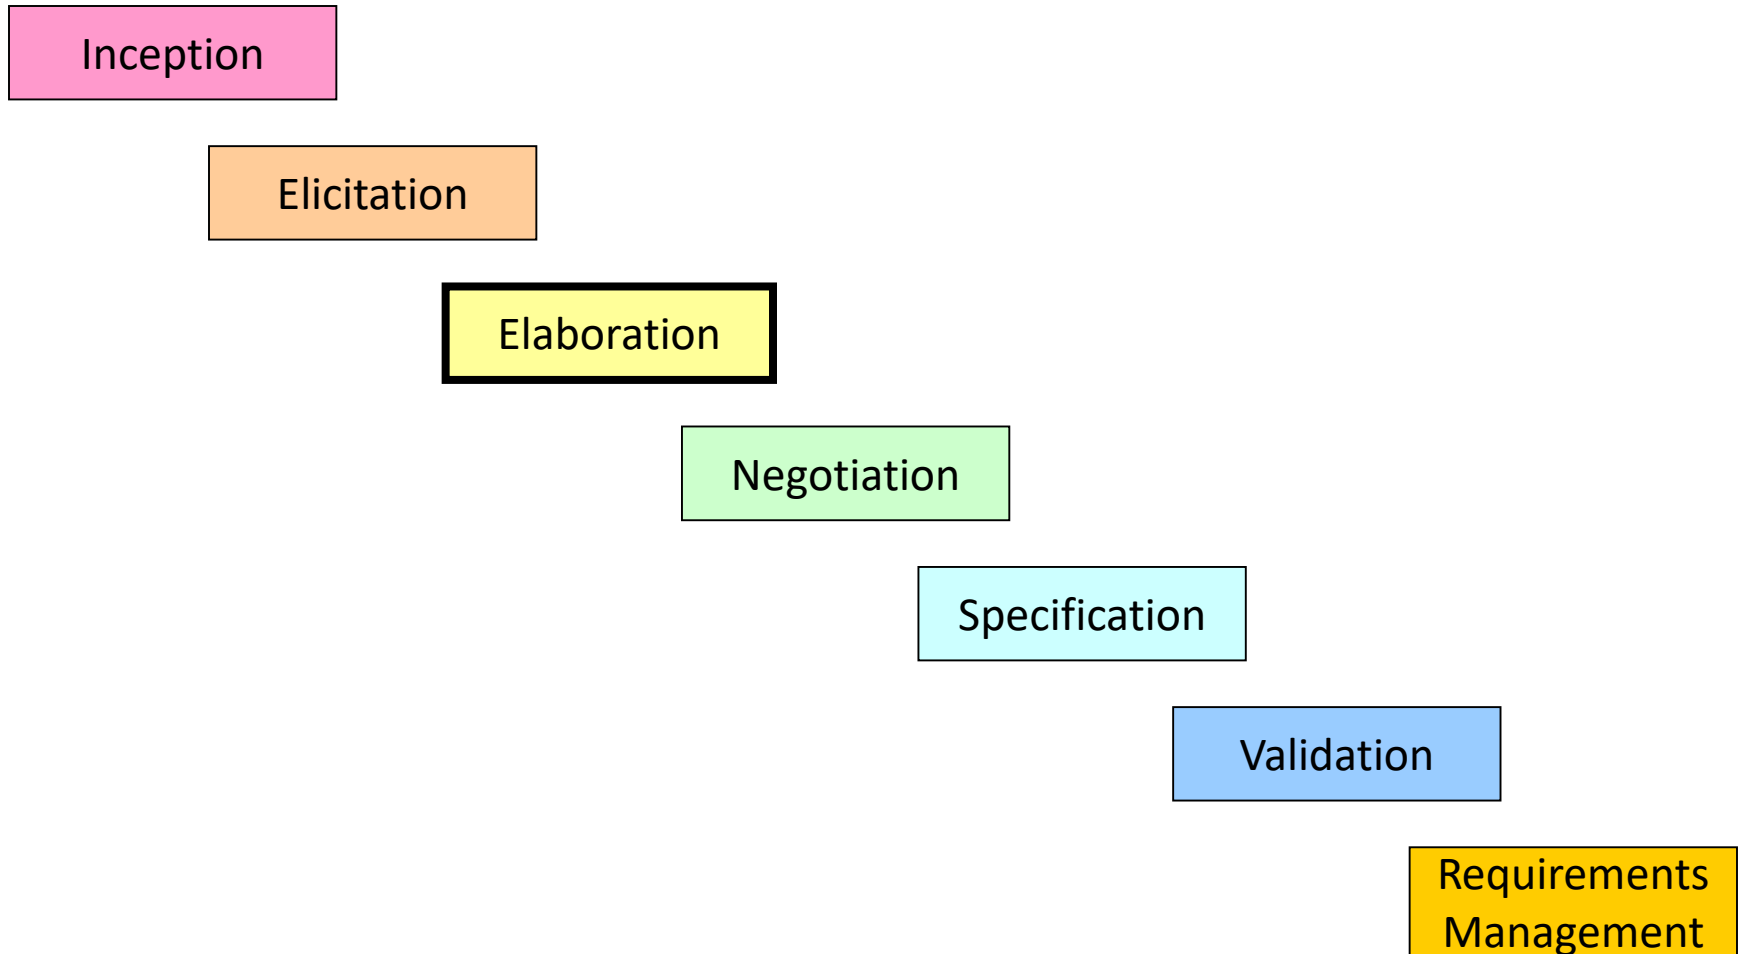 Inception
Elicitation
Elaboration
Negotiation
Specification
Validation
Requirements
Management